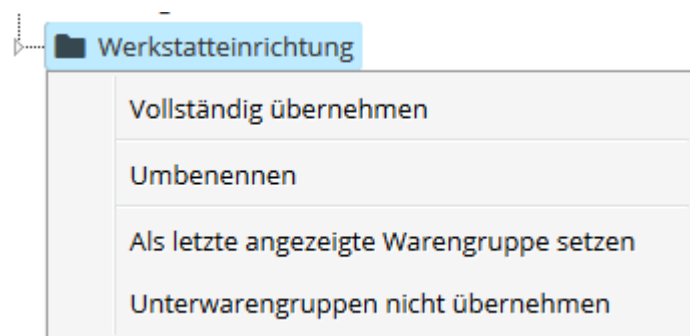 Werkstatteinrichtung
Vollständig übernehmen
Umbenennen
Als letzte angezeigte Warengruppe setzen
Unterwarengruppen nicht übernehmen